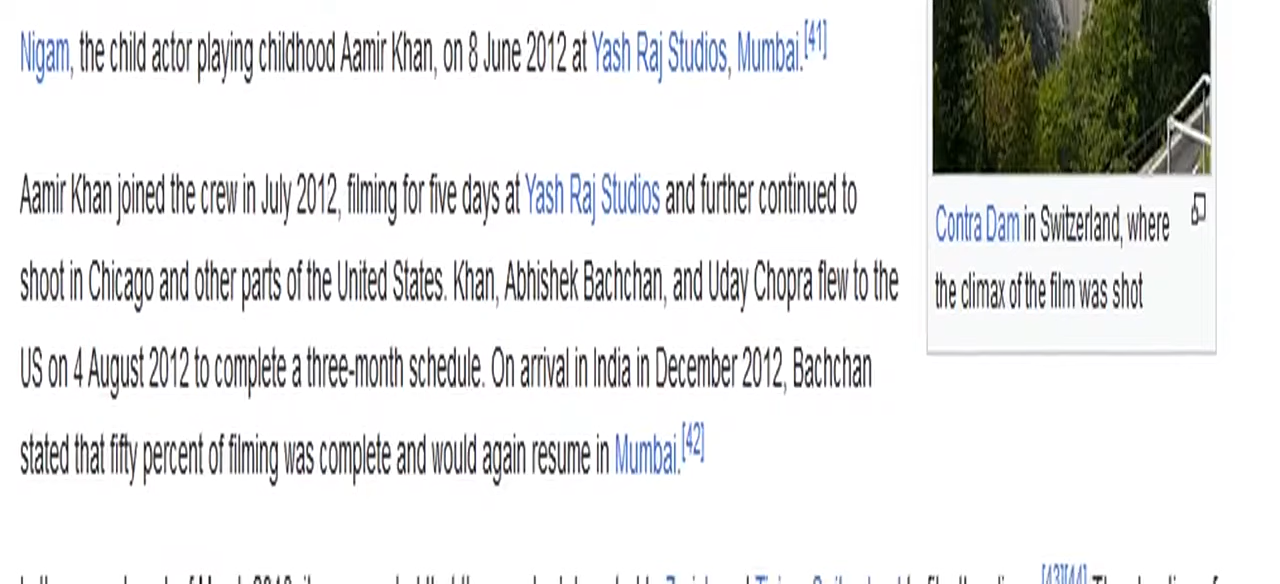 Nigam, the child actor playing childhood Aamir Khan, on 8 June 2012 at Yash Raj Studios, Mumbai.[41]
Aamir Khan joined the crew in July 2012, filming for five days at Yash Raj Studios and further continued to
shoot in Chicago and other parts of the United States. Khan, Abhishek Bachchan, and Uday Chopra flew to the
US on 4 August 2012 to complete a three-month schedule. On arrival in India in December 2012, Bachchan
stated that fifty percent of filming was complete and would again resume in Mumbai.[42]
[43][44]
Contra Dam in Switzerland, where
the climax of the film was shot